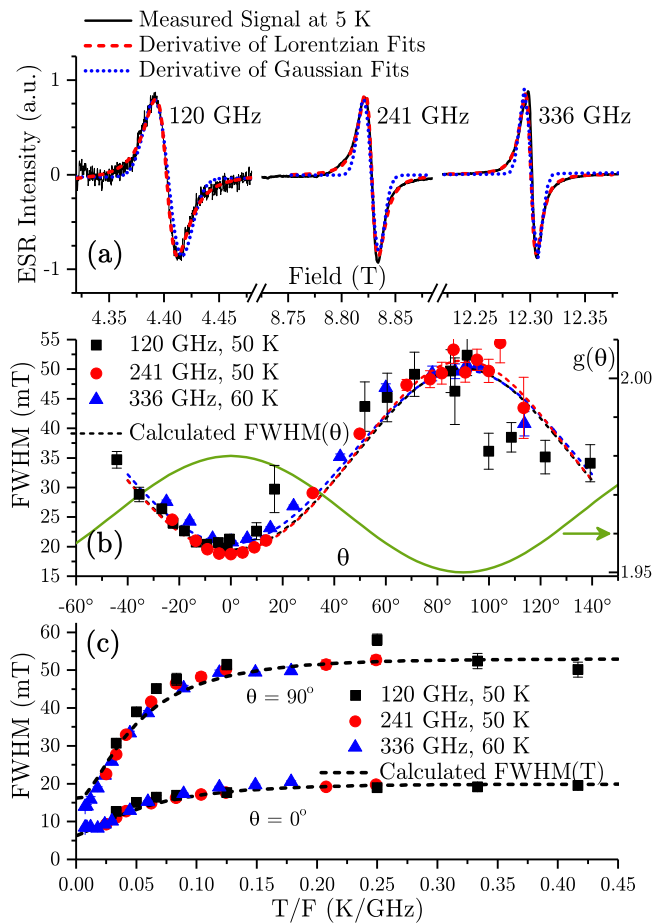 Measured Signal at 5 K
Derivative of Lorentzian Fits
Derivative of Gaussian Fits
ESR Intensity (a.u.)
1
0
-1
120 GHz
241 GHz
336 GHz
(a)
Field (T)
4.35 4.40 4.45 8.75 8.80 8.85 12.25 12.30 12.35
FWHM (mT)
55
50
45
40
35
30
25
20
15
120 GHz, 50 K
241 GHz, 50 K
336 GHz, 60 K
Calculated FWHM(θ)
g(θ)
2.00
1.95
(b)
θ
-60° -40° -20° 0° 20° 40° 60° 80° 100° 120° 140°
FWHM (mT)
60
50
40
30
20
10
0
(c)
θ = 90°
120 GHz, 50 K
241 GHz, 50 K
336 GHz, 60 K
Calculated FWHM(T)
θ = 0°
0.00 0.05 0.10 0.15 0.20 0.25 0.30 0.35 0.40 0.45
T/F (K/GHz)